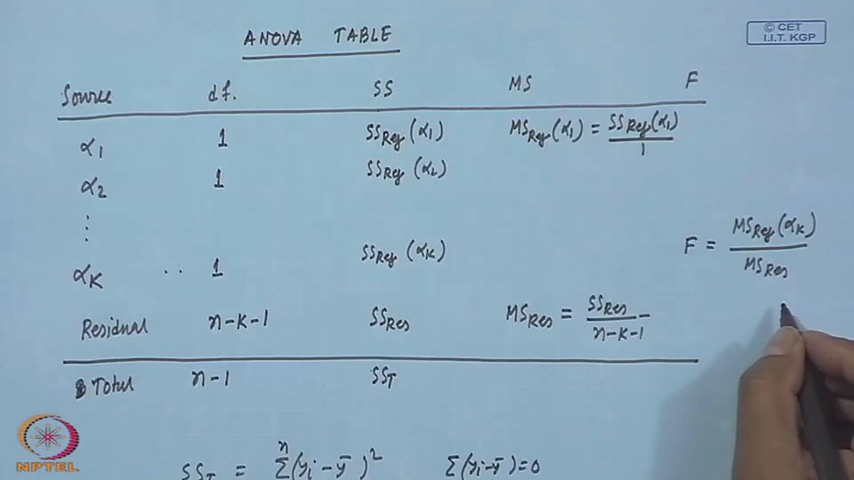 © CET
I.I.T. KGP
ANOVA TABLE
Source df. SS MS F
α1 1 SSReg(α1) MSReg(α1) = SSReg(α1)/1
α2 1 SSReg(α2)
⋮
αK .. 1 SSReg(αK) F = MSReg(αK)/MSRes
Residual n-K-1 SSRes MSRes = SSRes/n-K-1
Total n-1 SST
SST = Σ^n (yi-ȳ)^2 Σ(yi-ȳ)=0
NPTEL